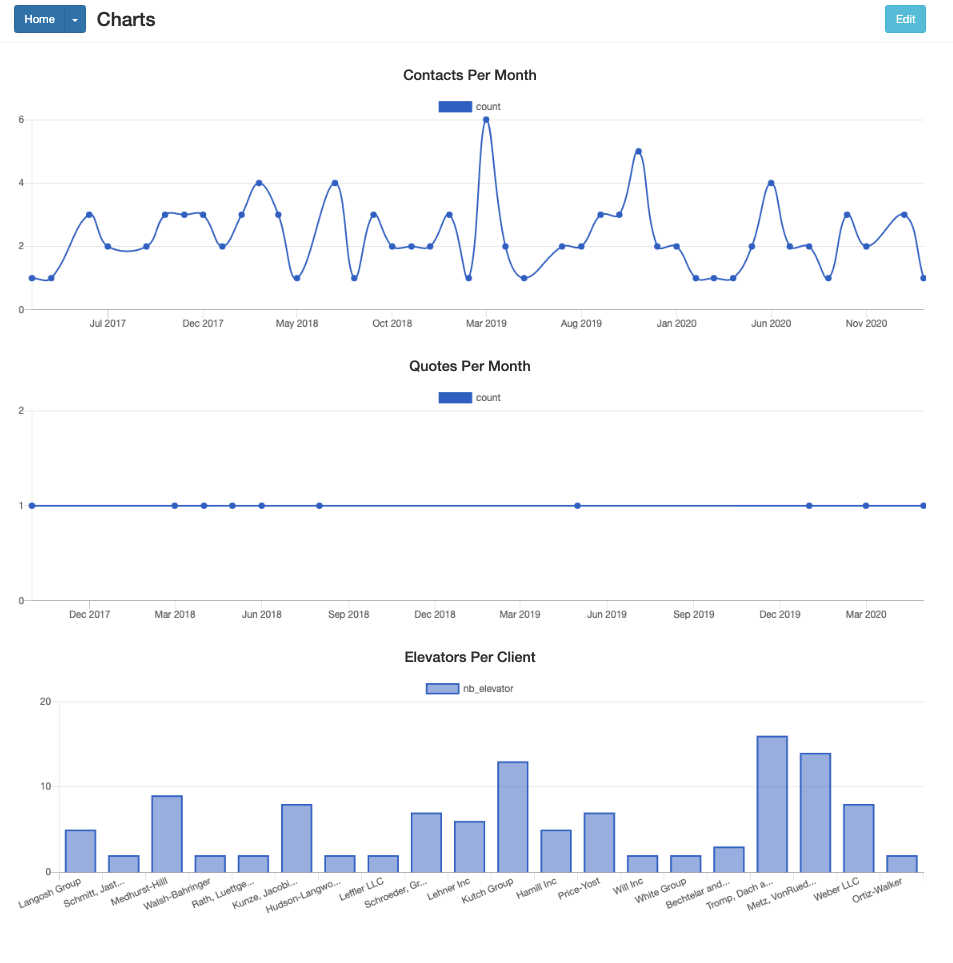 Home
Charts
Edit
Contacts Per Month
count
6
4
2
0
Jul 2017 Dec 2017 May 2018 Oct 2018 Mar 2019 Aug 2019 Jan 2020 Jun 2020 Nov 2020
Quotes Per Month
count
2
1
0
Dec 2017 Mar 2018 Jun 2018 Sep 2018 Dec 2018 Mar 2019 Jun 2019 Sep 2019 Dec 2019 Mar 2020
Elevators Per Client
nb_elevator
20
10
0
Langosh Group
Schmitt, Jast...
Medhurst-Hilll
Walsh-Bahringer
Rath, Luettge...
Kunze, Jacobi...
Hudson-Langwo...
Leffler LLC
Schroeder, Gr...
Lehner Inc
Kutch Group
Hamill Inc
Price-Yost
Will Inc
White Group
Bechtelar and...
Tromp, Dach a...
Metz, VonRued...
Weber LLC
Ortiz-Walker